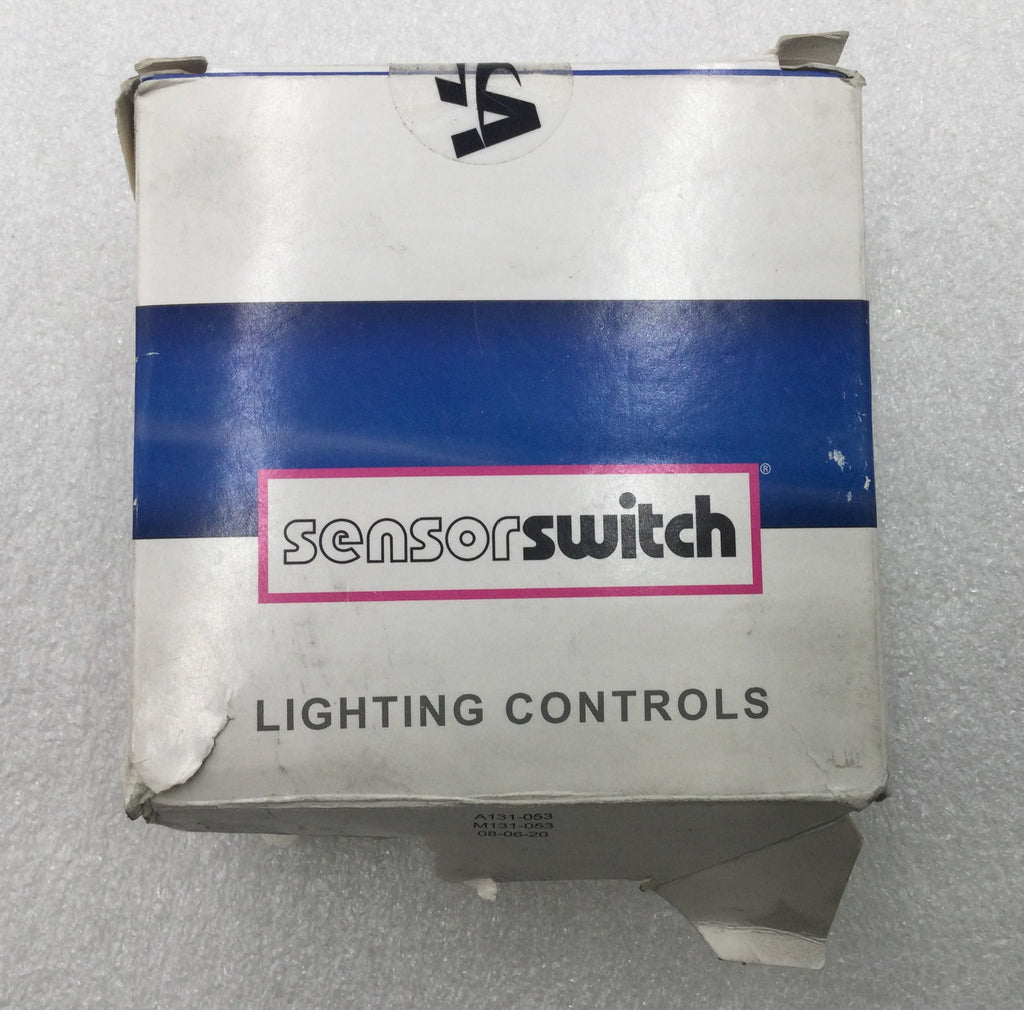 sensorswitch®
LIGHTING CONTROLS
A131-053
M131-053
08-06-20